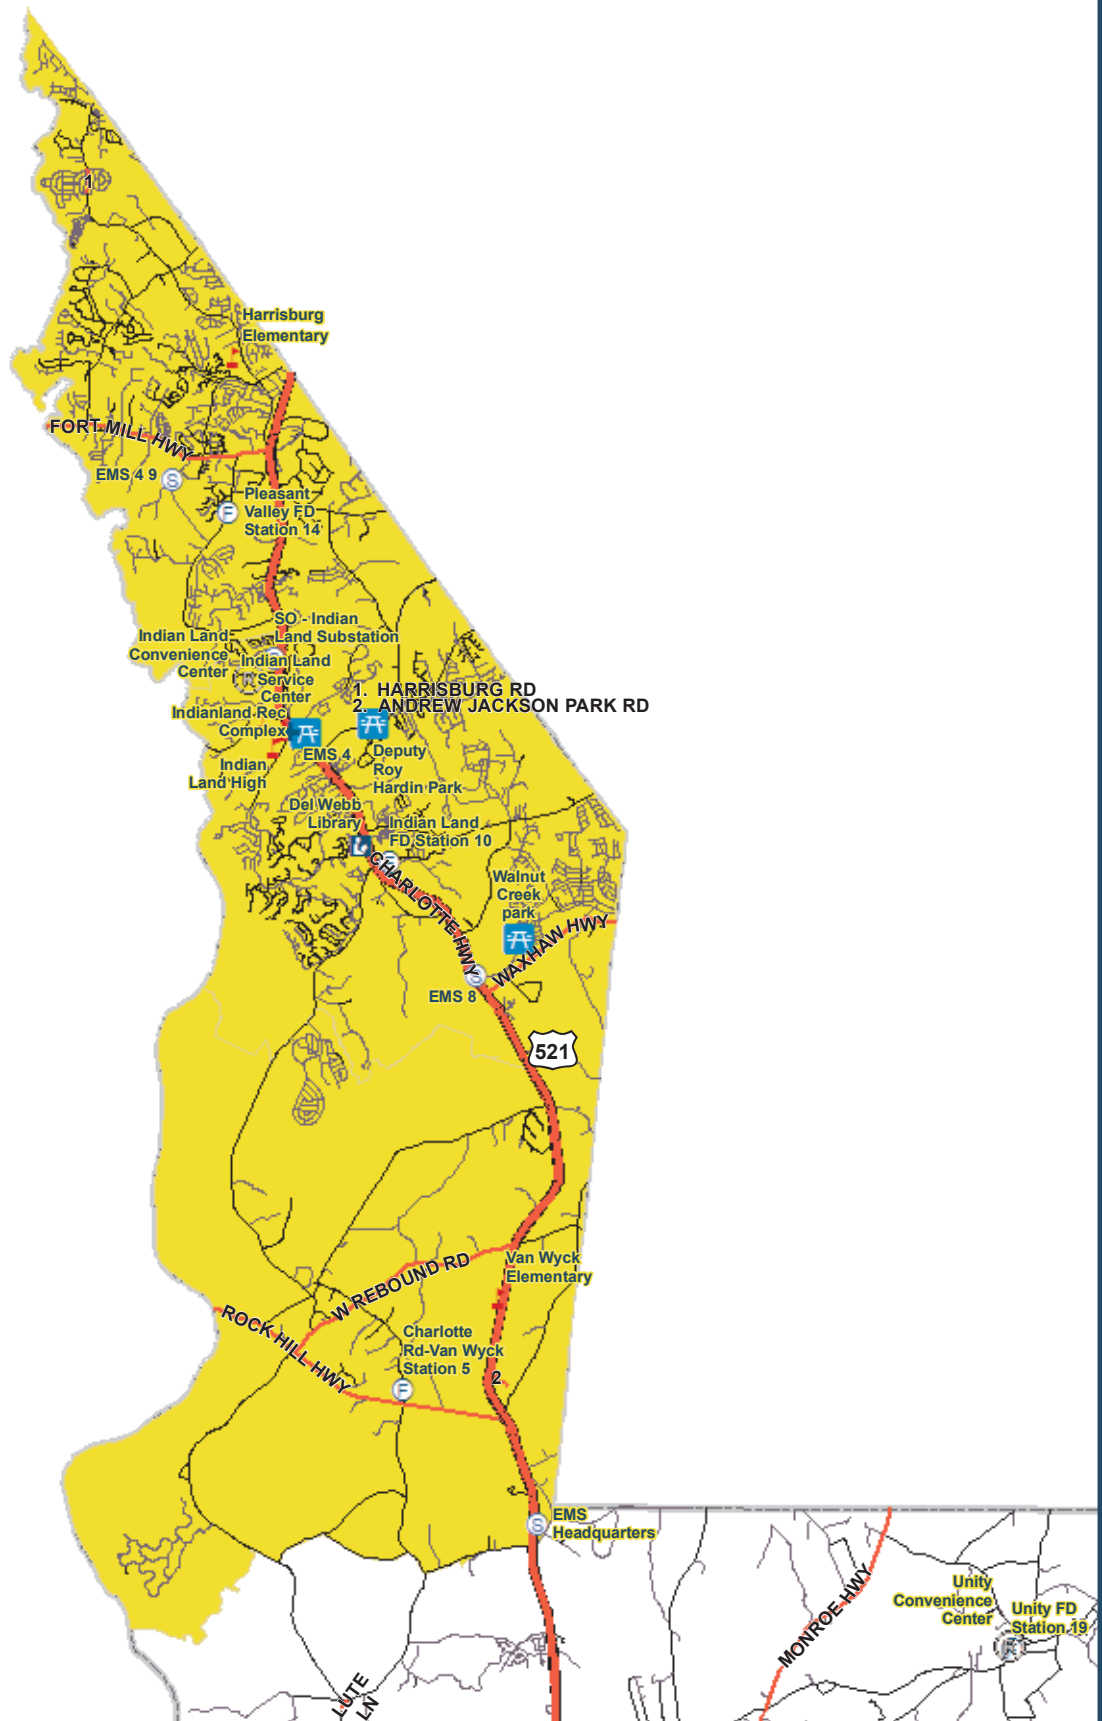 1
Harrisburg
Elementary
FORT MILL HWY
EMS 4 9
S
Pleasant
Valley FD
Station 14
F
SO - Indian
Land Substation
Indian Land
Convenience
Center
Indian Land
Service
Center
1. HARRISBURG RD
2. ANDREW JACKSON PARK RD
Indianland Rec
Complex
EMS 4
Deputy
Roy
Hardin Park
Indian
Land High
Del Webb
Library
Indian Land
FD Station 10
CHARLOTTE HWY
Walnut
Creek
park
WAXHAW HWY
S
EMS 8
521
Van Wyck
Elementary
W REBOUND RD
ROCK HILL HWY
Charlotte
Rd-Van Wyck
Station 5
F
2
S
EMS
Headquarters
MONROE HWY
Unity
Convenience
Center
Unity FD
Station 19
LUTE
LN